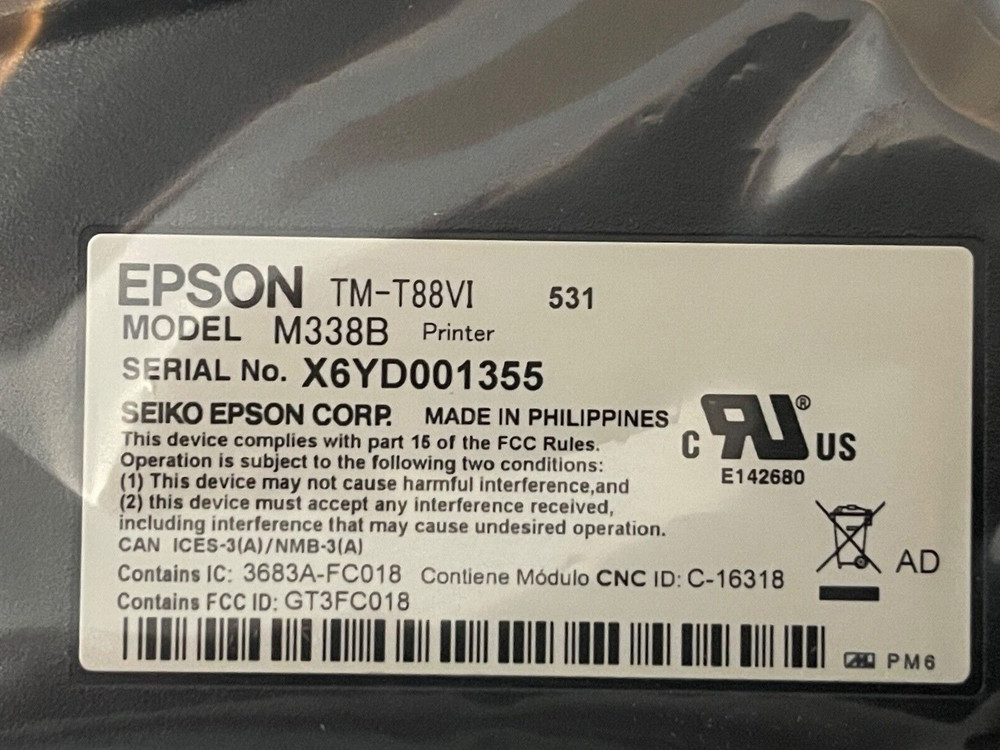 EPSON TM-T88VI 531
MODEL M338B Printer
SERIAL No. X6YD001355
SEIKO EPSON CORP. MADE IN PHILIPPINES
This device complies with part 15 of the FCC Rules.
Operation is subject to the following two conditions:
(1) This device may not cause harmful interference,and
(2) this device must accept any interference received,
including interference that may cause undesired operation.
CAN ICES-3(A)/NMB-3(A)
C RU® US
E142680
AD
Contains IC: 3683A-FC018 Contiene Módulo CNC ID: C-16318
Contains FCC ID: GT3FC018
PM6